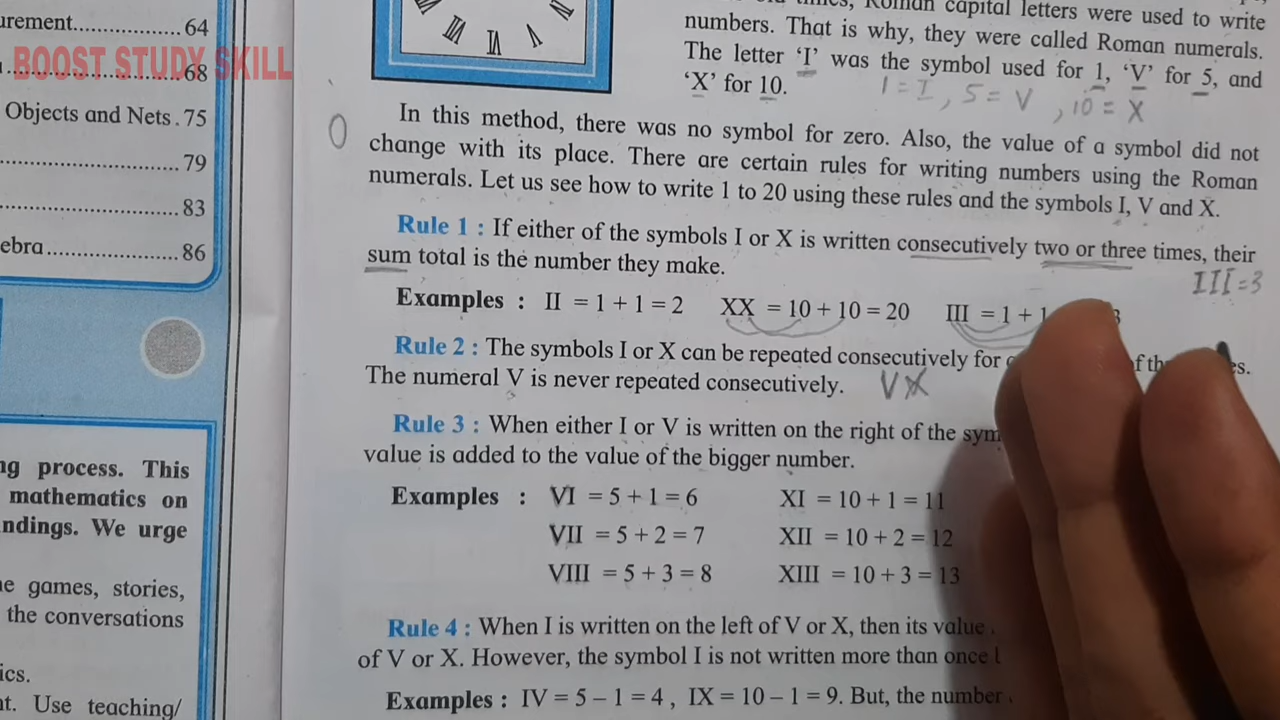 urement.................. 64
BOOST STUDY SKILL
68
Objects and Nets . 75
79
83
ebra .................... 86
ng process. This
mathematics on
ndings. We urge
games, stories,
the conversations
ics.
nt. Use teaching/
Roman capital letters were used to write
numbers. That is why, they were called Roman numerals.
The letter ‘I’ was the symbol used for 1, ‘V’ for 5, and
‘X’ for 10.
1 = I , 5 = V , 10 = X
0
In this method, there was no symbol for zero. Also, the value of a symbol did not
change with its place. There are certain rules for writing numbers using the Roman
numerals. Let us see how to write 1 to 20 using these rules and the symbols I, V and X.
Rule 1 : If either of the symbols I or X is written consecutively two or three times, their
sum total is the number they make.
III = 3
Examples : II = 1 + 1 = 2 XX = 10 + 10 = 20 III = 1 + 1 3
Rule 2 : The symbols I or X can be repeated consecutively for
The numeral V is never repeated consecutively.
Rule 3 : When either I or V is written on the right of the sym
value is added to the value of the bigger number.
Examples : VI = 5 + 1 = 6 XI = 10 + 1 = 11
VII = 5 + 2 = 7 XII = 10 + 2 = 12
VIII = 5 + 3 = 8 XIII = 10 + 3 = 13
Rule 4 : When I is written on the left of V or X, then its value
of V or X. However, the symbol I is not written more than once
Examples : IV = 5 – 1 = 4 , IX = 10 – 1 = 9. But, the number